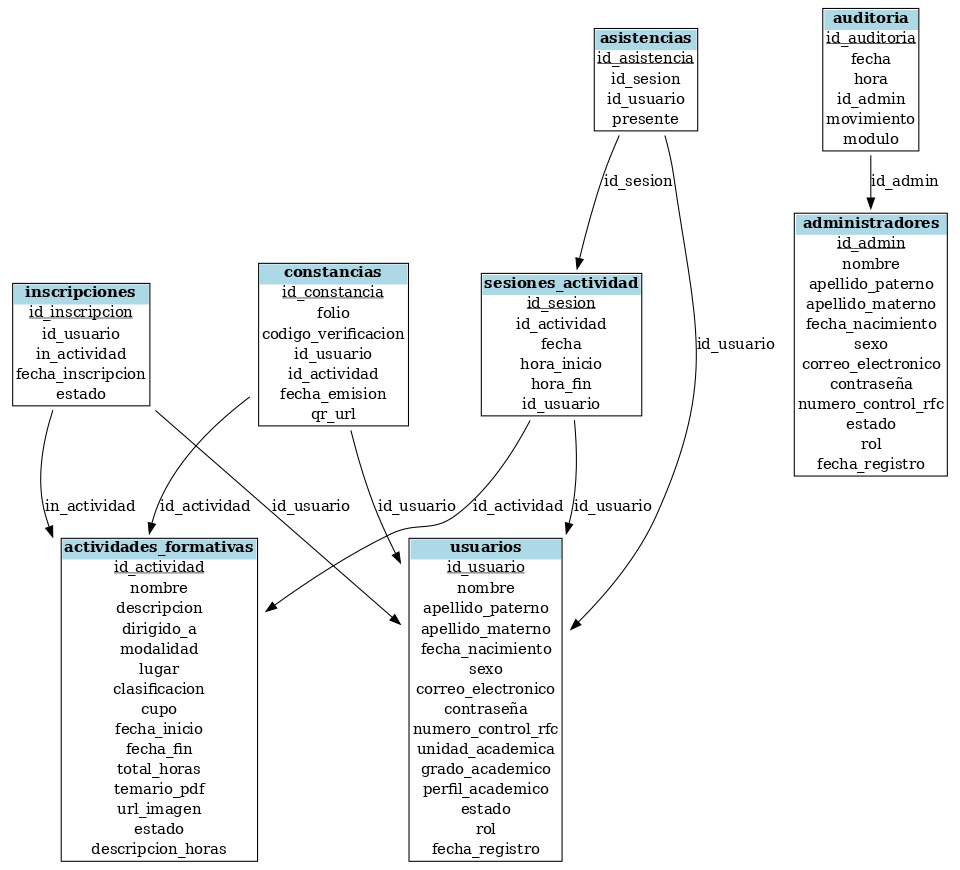 asistencias
id_asistencia
id_sesion
id_usuario
presente
auditoria
id_auditoria
fecha
hora
id_admin
movimiento
modulo
id_sesion
id_admin
administradores
id_admin
nombre
apellido_paterno
apellido_materno
fecha_nacimiento
sexo
correo_electronico
contraseña
numero_control_rfc
estado
rol
fecha_registro
inscripciones
id_inscripcion
id_usuario
in_actividad
fecha_inscripcion
estado
constancias
id_constancia
folio
codigo_verificacion
id_usuario
id_actividad
fecha_emision
qr_url
sesiones_actividad
id_sesion
id_actividad
fecha
hora_inicio
hora_fin
id_usuario
id_usuario
in_actividad
id_actividad
id_usuario
id_usuario
id_actividad
id_usuario
actividades_formativas
id_actividad
nombre
descripcion
dirigido_a
modalidad
lugar
clasificacion
cupo
fecha_inicio
fecha_fin
total_horas
temario_pdf
url_imagen
estado
descripcion_horas
usuarios
id_usuario
nombre
apellido_paterno
apellido_materno
fecha_nacimiento
sexo
correo_electronico
contraseña
numero_control_rfc
unidad_academica
grado_academico
perfil_academico
estado
rol
fecha_registro